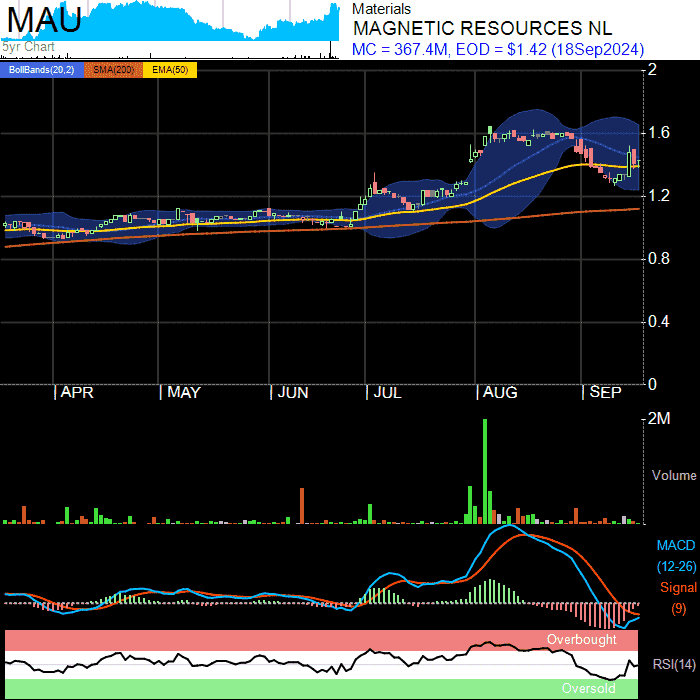 MAU
5yr Chart
Materials
MAGNETIC RESOURCES NL
MC = 367.4M, EOD = $1.42 (18Sep2024)
BollBands(20,2) SMA(200) EMA(50)
2
1.6
1.2
0.8
0.4
0
APR MAY JUN JUL AUG SEP
2M
Volume
MACD
(12-26)
Signal
(9)
Overbought
RSI(14)
Oversold